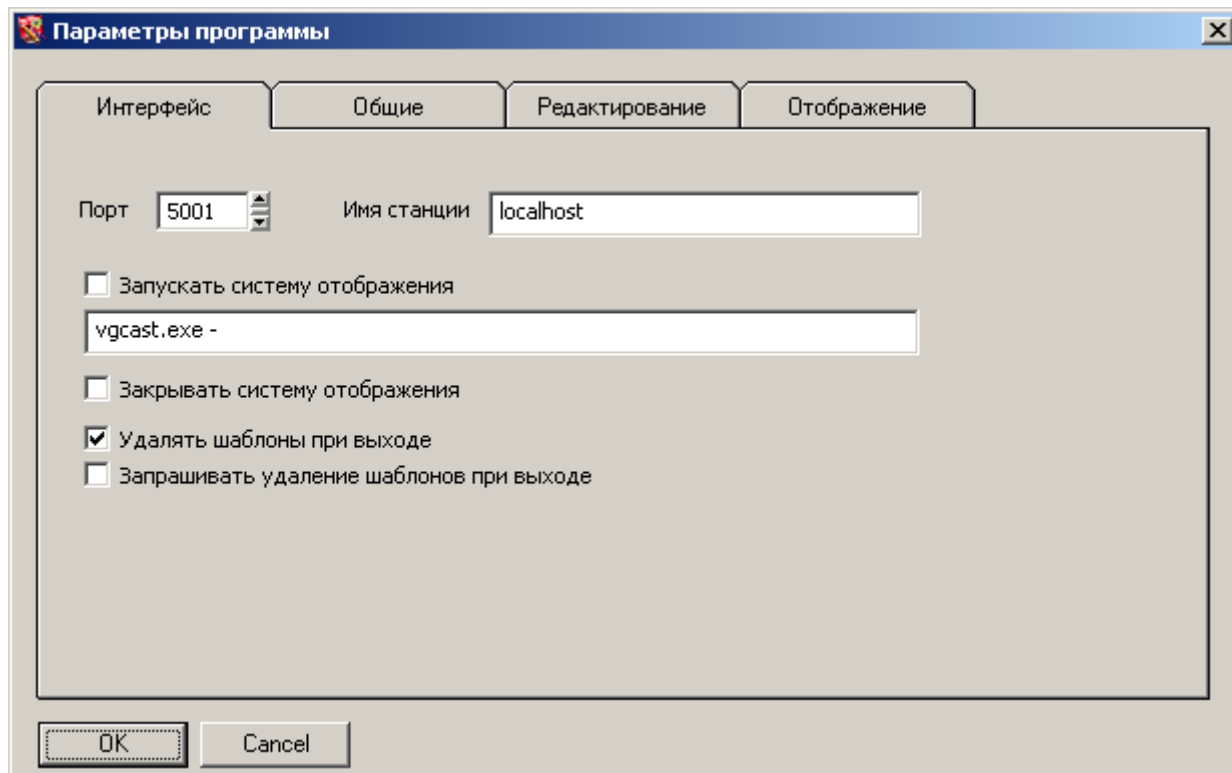 Параметры программы
Интерфейс Общие Редактирование Отображение
Порт 5001 Имя станции localhost
Запускать систему отображения
vgcast.exe -
Закрывать систему отображения
Удалять шаблоны при выходе
Запрашивать удаление шаблонов при выходе
OK Cancel